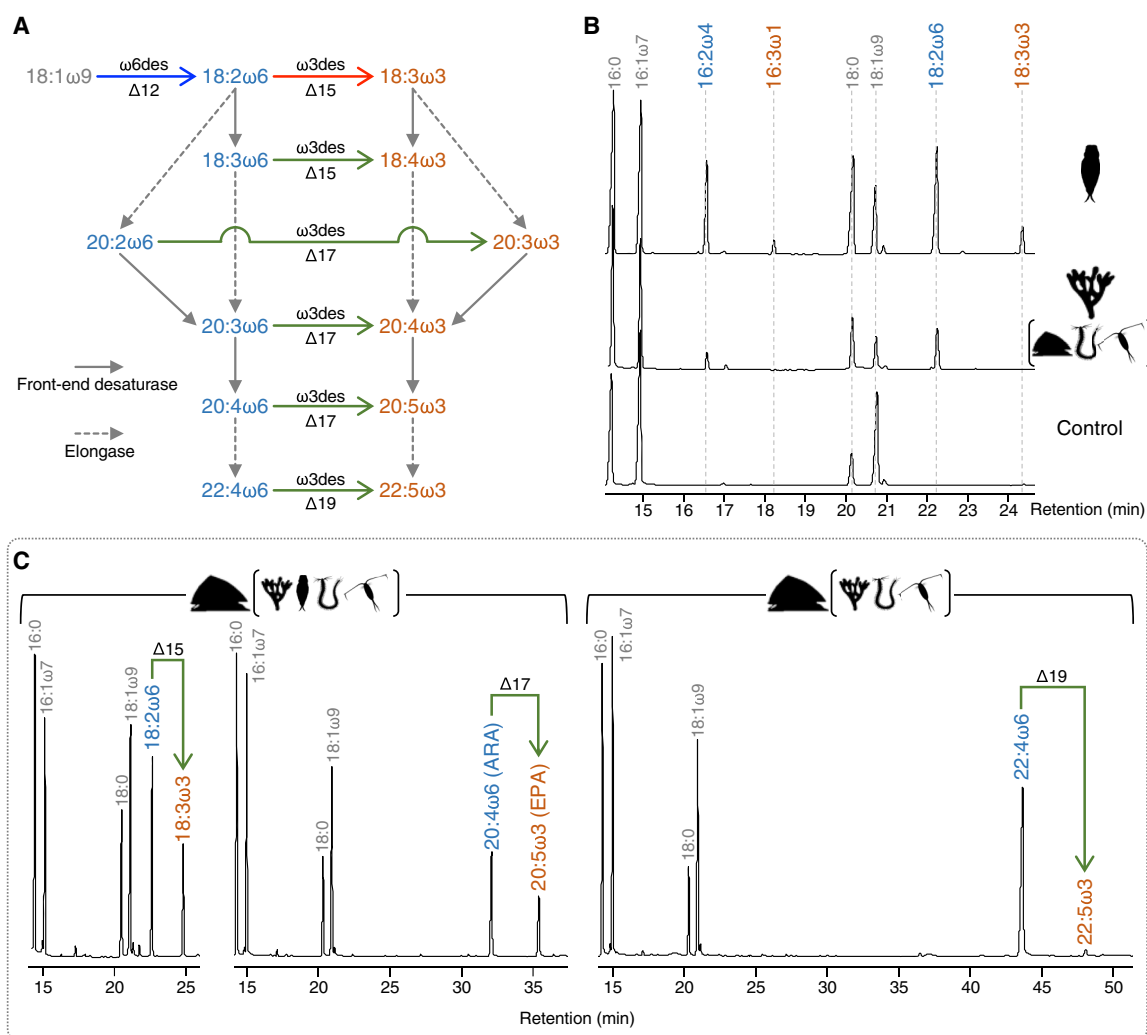 A
18:1ω9
ω6des
Δ12
18:2ω6
ω3des
Δ15
18:3ω3
18:3ω6
ω3des
Δ15
18:4ω3
20:2ω6
ω3des
Δ17
20:3ω3
20:3ω6
ω3des
Δ17
20:4ω3
Front-end desaturase
20:4ω6
ω3des
Δ17
20:5ω3
Elongase
22:4ω6
ω3des
Δ19
22:5ω3
B
16:0
16:1ω7
16:2ω4
16:3ω1
18:0
18:1ω9
18:2ω6
18:3ω3
Control
15 16 17 18 19 20 21 22 23 24
Retention (min)
C
16:0
16:1ω7
18:0
18:1ω9
18:2ω6
Δ15
18:3ω3
15 20 25
16:0
16:1ω7
18:0
18:1ω9
20:4ω6 (ARA)
Δ17
20:5ω3 (EPA)
15 20 25 30 35
16:0
16:1ω7
18:0
18:1ω9
22:4ω6
Δ19
22:5ω3
15 20 25 30 35 40 45 50
Retention (min)